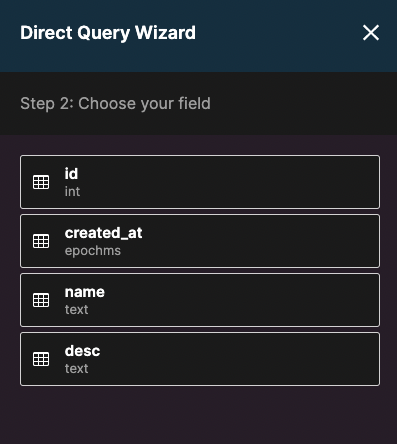 Direct Query Wizard
Step 2: Choose your field
id
int
created_at
epochms
name
text
desc
text